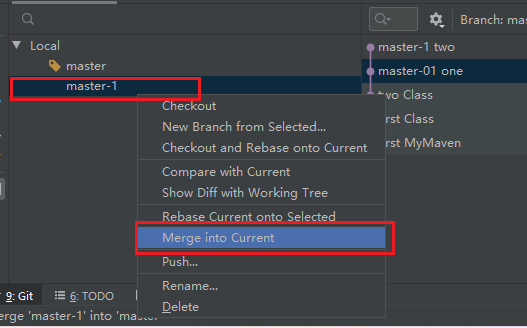 Branch: mas
Local
master
master-1
master-1 two
master-01 one
two Class
rst Class
rst MyMaven
Checkout
New Branch from Selected...
Checkout and Rebase onto Current
Compare with Current
Show Diff with Working Tree
Rebase Current onto Selected
Merge into Current
Push...
Rename...
Delete
9: Git
6: TODO
erge 'master-1' into 'master